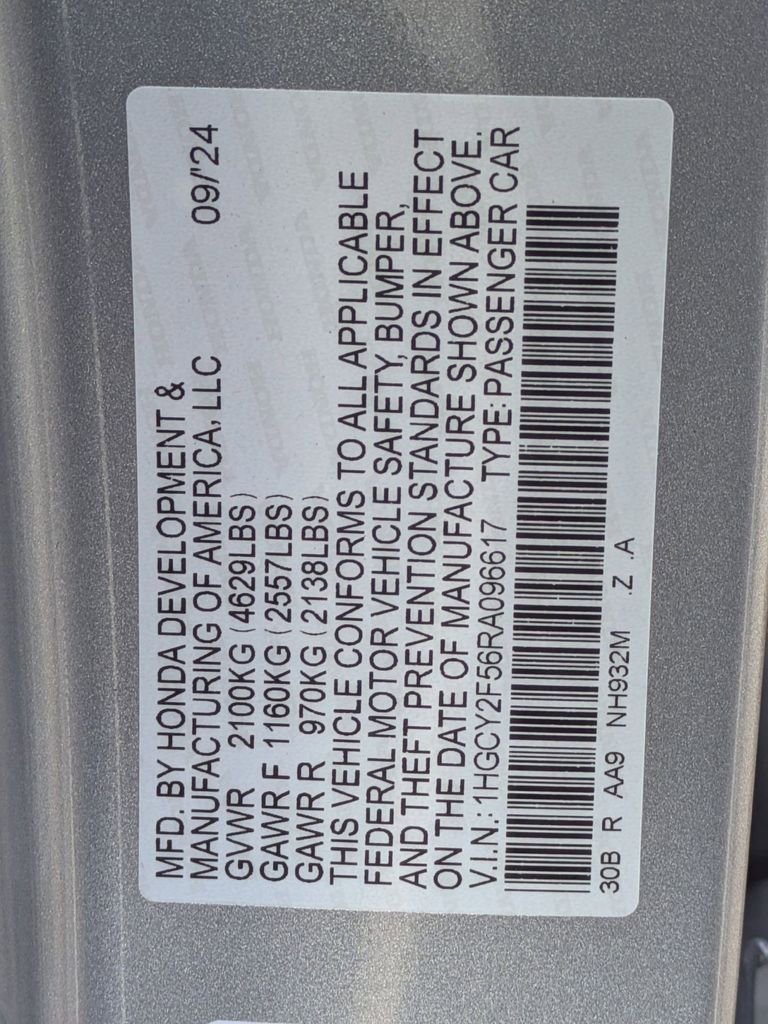 MFD. BY HONDA DEVELOPMENT &
MANUFACTURING OF AMERICA, LLC 09/'24
GVWR 2100KG (4629LBS)
GAWR F 1160KG (2557LBS)
GAWR R 970KG (2138LBS)
THIS VEHICLE CONFORMS TO ALL APPLICABLE
FEDERAL MOTOR VEHICLE SAFETY, BUMPER,
AND THEFT PREVENTION STANDARDS IN EFFECT
ON THE DATE OF MANUFACTURE SHOWN ABOVE.
V.I.N.: 1HGCY2F56RA096617 TYPE: PASSENGER CAR
30B R AA9 NH932M .Z .A